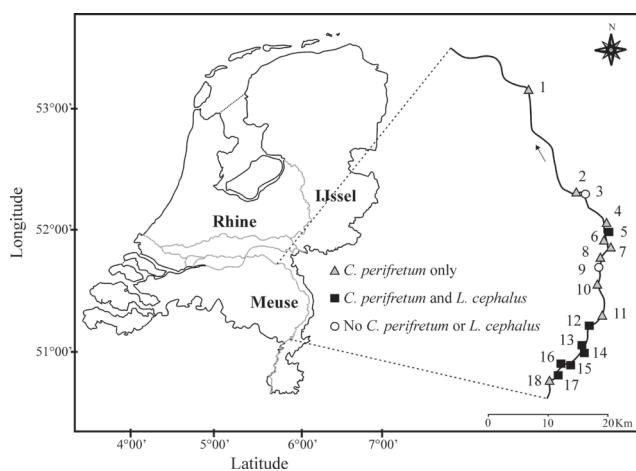 N
53°00'
52°00'
51°00'
Longitude
4°00'
5°00'
6°00'
7°00'
Latitude
Rhine
IJssel
Meuse
C. perifretum only
C. perifretum and L. cephalus
No C. perifretum or L. cephalus
1
2
3
4
5
6
7
8
9
10
11
12
13
14
15
16
17
18
0 10 20Km